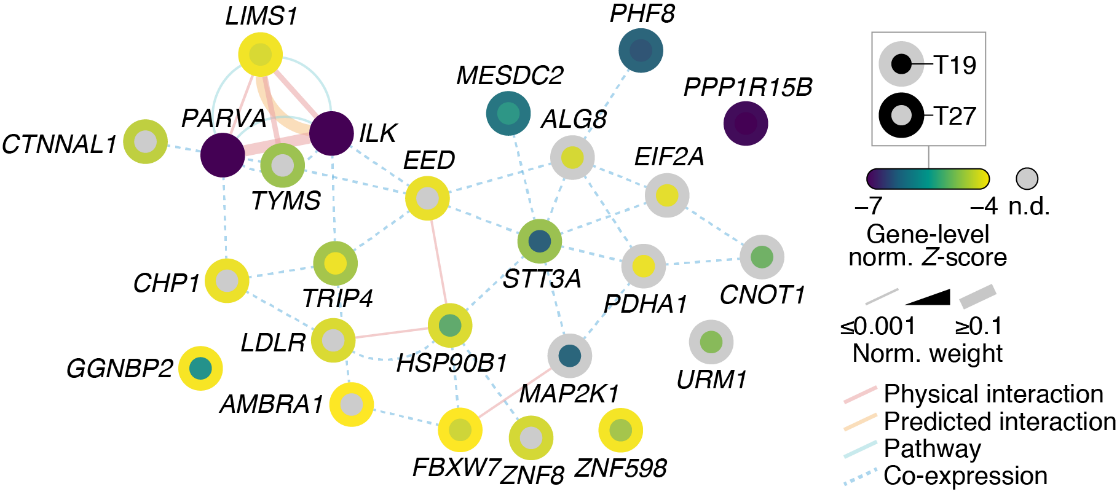 LIMS1
PHF8
MESDC2
PPP1R15B
PARVA
ILK
CTNNAL1
ALG8
EED
EIF2A
TYMS
STT3A
CHP1
TRIP4
PDHA1
CNOT1
LDLR
HSP90B1
GGNBP2
MAP2K1
URM1
AMBRA1
FBXW7
ZNF8
ZNF598
T19
T27
−7
−4
n.d.
Gene-level
norm. Z-score
≤0.001
≥0.1
Norm. weight
Physical interaction
Predicted interaction
Pathway
Co-expression